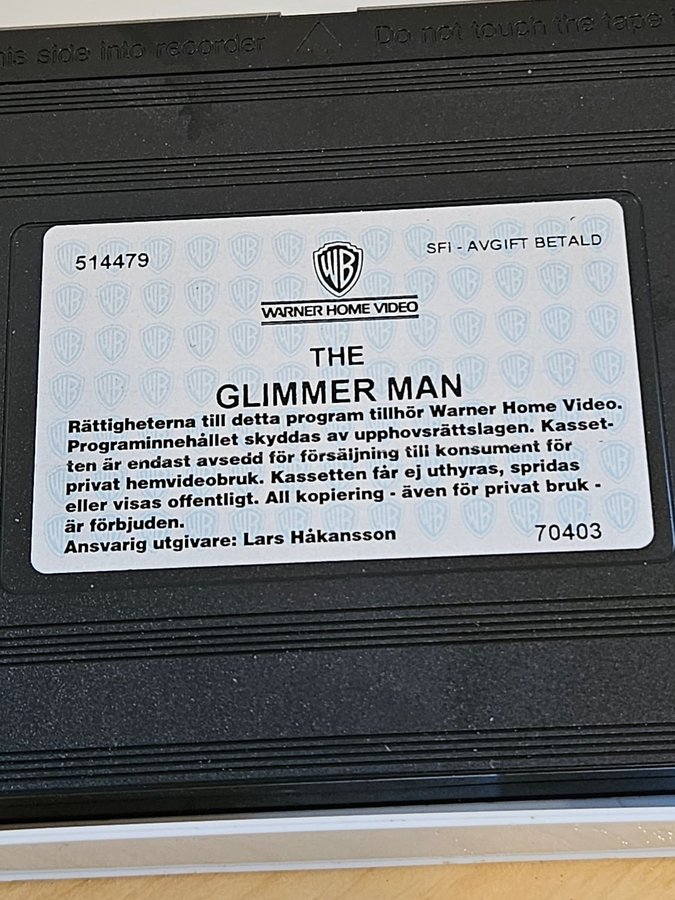 his side into recorder Do not touch the tape
514479
SFI - AVGIFT BETALD
WB
WARNER HOME VIDEO
THE
GLIMMER MAN
Rättigheterna till detta program tillhör Warner Home Video.
Programinnehållet skyddas av upphovsrättslagen. Kasset-
ten är endast avsedd för försäljning till konsument för
privat hemvideobruk. Kassetten får ej uthyras, spridas
eller visas offentligt. All kopiering - även för privat bruk -
är förbjuden.
Ansvarig utgivare: Lars Håkansson
70403